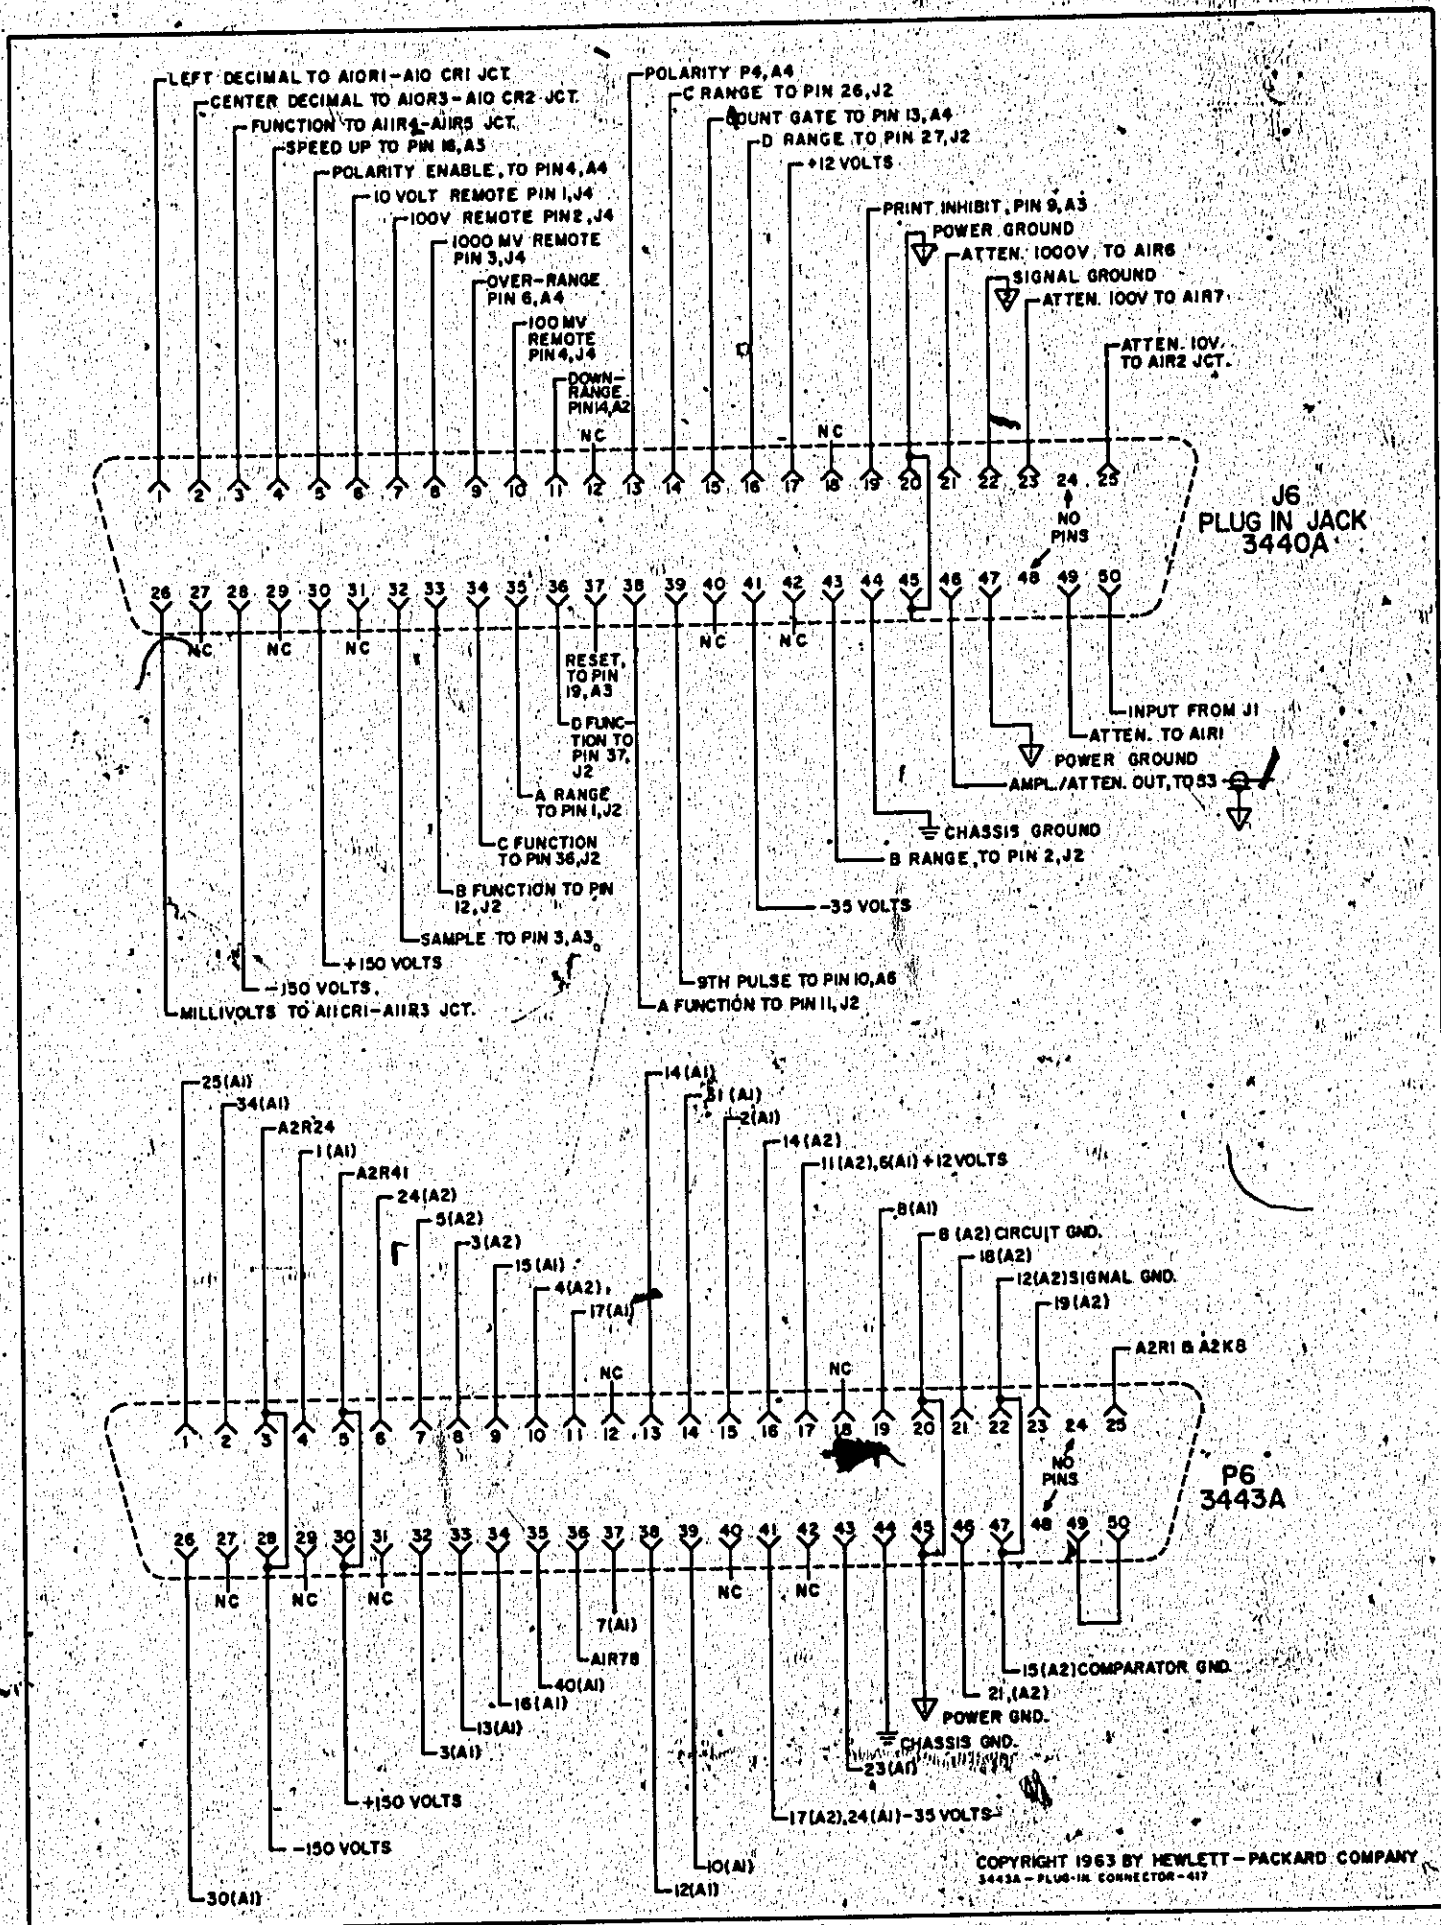 LEFT DECIMAL TO A10R1-A10 CR1 JCT.
CENTER DECIMAL TO A10R3-A10 CR2 JCT.
FUNCTION TO A11R4-A11R5 JCT.
SPEED UP TO PIN 18, A3
POLARITY ENABLE, TO PIN 4, A4
10 VOLT REMOTE PIN 1, J4
100V REMOTE PIN 2, J4
1000 MV REMOTE
PIN 3, J4
OVER-RANGE
PIN 6, A4
100 MV
REMOTE
PIN 4, J4
DOWN-
RANGE
PIN 14, A2
NC
POLARITY P4, A4
C RANGE TO PIN 26, J2
COUNT GATE TO PIN 13, A4
D RANGE TO PIN 27, J2
+12 VOLTS
NC
PRINT INHIBIT, PIN 9, A3
POWER GROUND
1
ATTEN. 1000V. TO A1R6
SIGNAL GROUND
2
ATTEN. 100V TO A1R7
ATTEN. 10V.
TO A1R2 JCT.
1 2 3 4 5 6 7 8 9 10 11 12 13 14 15 16 17 18 19 20 21 22 23 24 25
NO
PINS
J6
PLUG IN JACK
3440A
26 27 28 29 30 31 32 33 34 35 36 37 38 39 40 41 42 43 44 45 46 47 48 49 50
NC NC NC NC NC
RESET,
TO PIN
19, A3
D FUNC-
TION TO
PIN 37,
J2
A RANGE
TO PIN 1, J2
C FUNCTION
TO PIN 36, J2
B FUNCTION TO PIN
12, J2
SAMPLE TO PIN 3, A3
+150 VOLTS
-150 VOLTS
MILLIVOLTS TO A11CR1-A11R3 JCT.
INPUT FROM J1
ATTEN. TO A1R1
1
POWER GROUND
AMPL./ATTEN. OUT, TO S3
1
CHASSIS GROUND
B RANGE, TO PIN 2, J2
-35 VOLTS
9TH PULSE TO PIN 10, A6
A FUNCTION TO PIN 11, J2
25(A1)
34(A1)
A2R24
1(A1)
A2R41
24(A2)
5(A2)
3(A2)
15(A1)
4(A2)
17(A1)
NC
14(A1)
31(A1)
2(A1)
14(A2)
11(A2), 6(A1) +12 VOLTS
NC
8(A1)
8(A2) CIRCUIT GND.
18(A2)
12(A2) SIGNAL GND.
19(A2)
A2R1 & A2K8
1 2 3 4 5 6 7 8 9 10 11 12 13 14 15 16 17 18 19 20 21 22 23 24 25
NO
PINS
P6
3443A
26 27 28 29 30 31 32 33 34 35 36 37 38 39 40 41 42 43 44 45 46 47 48 49 50
NC NC NC NC NC
7(A1)
A1R78
40(A1)
16(A1)
13(A1)
3(A1)
+150 VOLTS
-150 VOLTS
30(A1)
15(A2) COMPARATOR GND.
21,(A2)
1
POWER GND.
CHASSIS GND.
23(A1)
17(A2), 24(A1) -35 VOLTS
10(A1)
12(A1)
COPYRIGHT 1963 BY HEWLETT-PACKARD COMPANY
3443A-PLUG-IN CONNECTOR-417